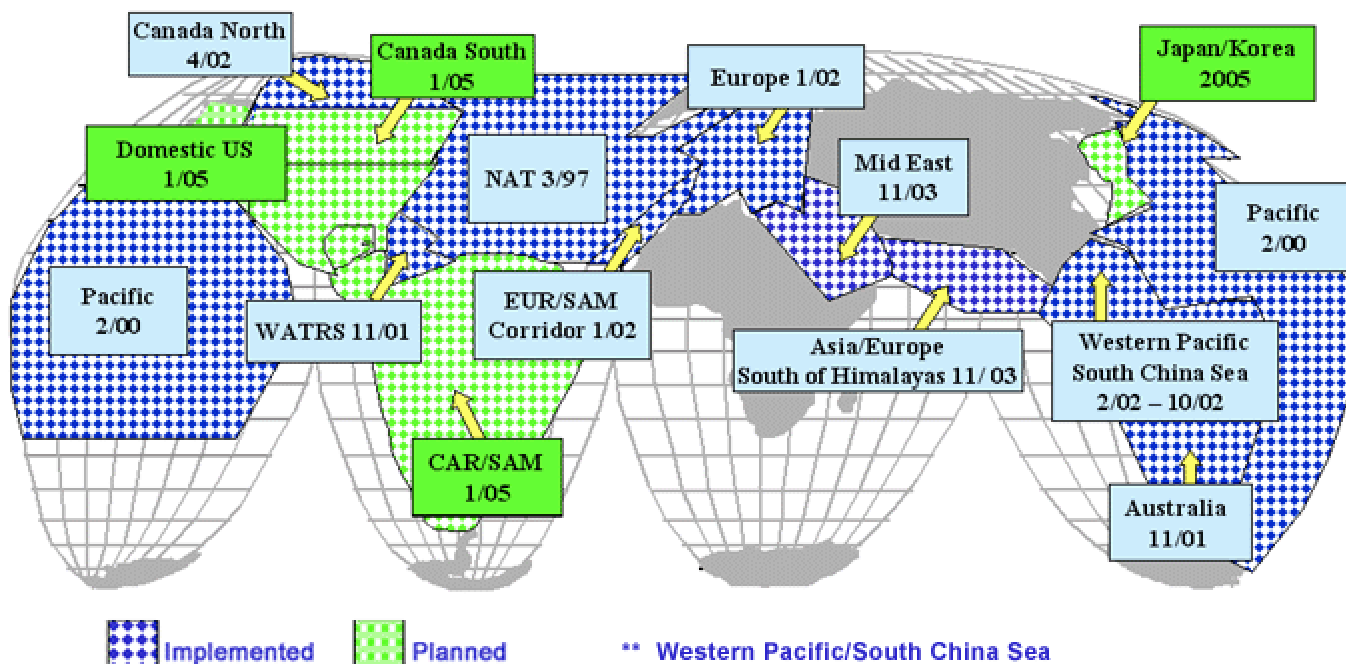 Canada North
4/02
Canada South
1/05
Europe 1/02
Japan/Korea
2005
Domestic US
1/05
NAT 3/97
Mid East
11/03
Pacific
2/00
Pacific
2/00
WATRS 11/01
EUR/SAM
Corridor 1/02
Asia/Europe
South of Himalayas 11/ 03
Western Pacific
South China Sea
2/02 – 10/02
CAR/SAM
1/05
Australia
11/01
Implemented
Planned
** Western Pacific/South China Sea